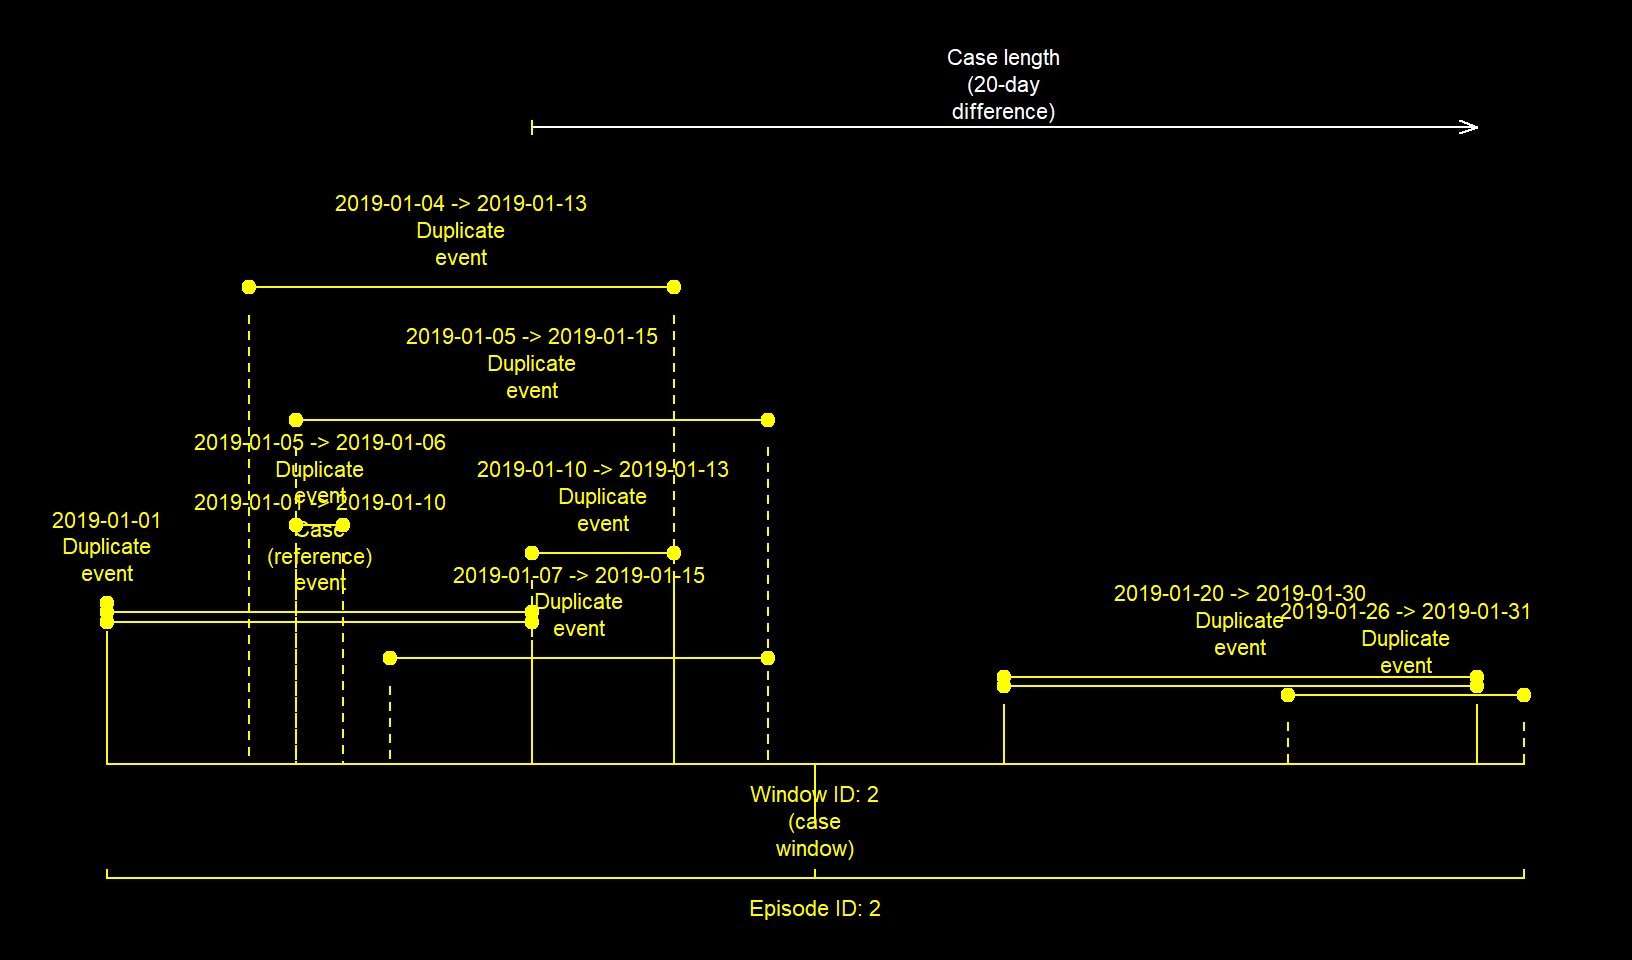 Case length
(20-day
difference)
2019-01-04 -> 2019-01-13
Duplicate
event
2019-01-05 -> 2019-01-15
Duplicate
event
2019-01-05 -> 2019-01-06
Duplicate
event
2019-01-10 -> 2019-01-13
Duplicate
event
2019-01-01 -> 2019-01-10
Case
(reference)
event
2019-01-01
Duplicate
event
2019-01-07 -> 2019-01-15
Duplicate
event
2019-01-20 -> 2019-01-30
Duplicate
event
2019-01-26 -> 2019-01-31
Duplicate
event
Window ID: 2
(case
window)
Episode ID: 2